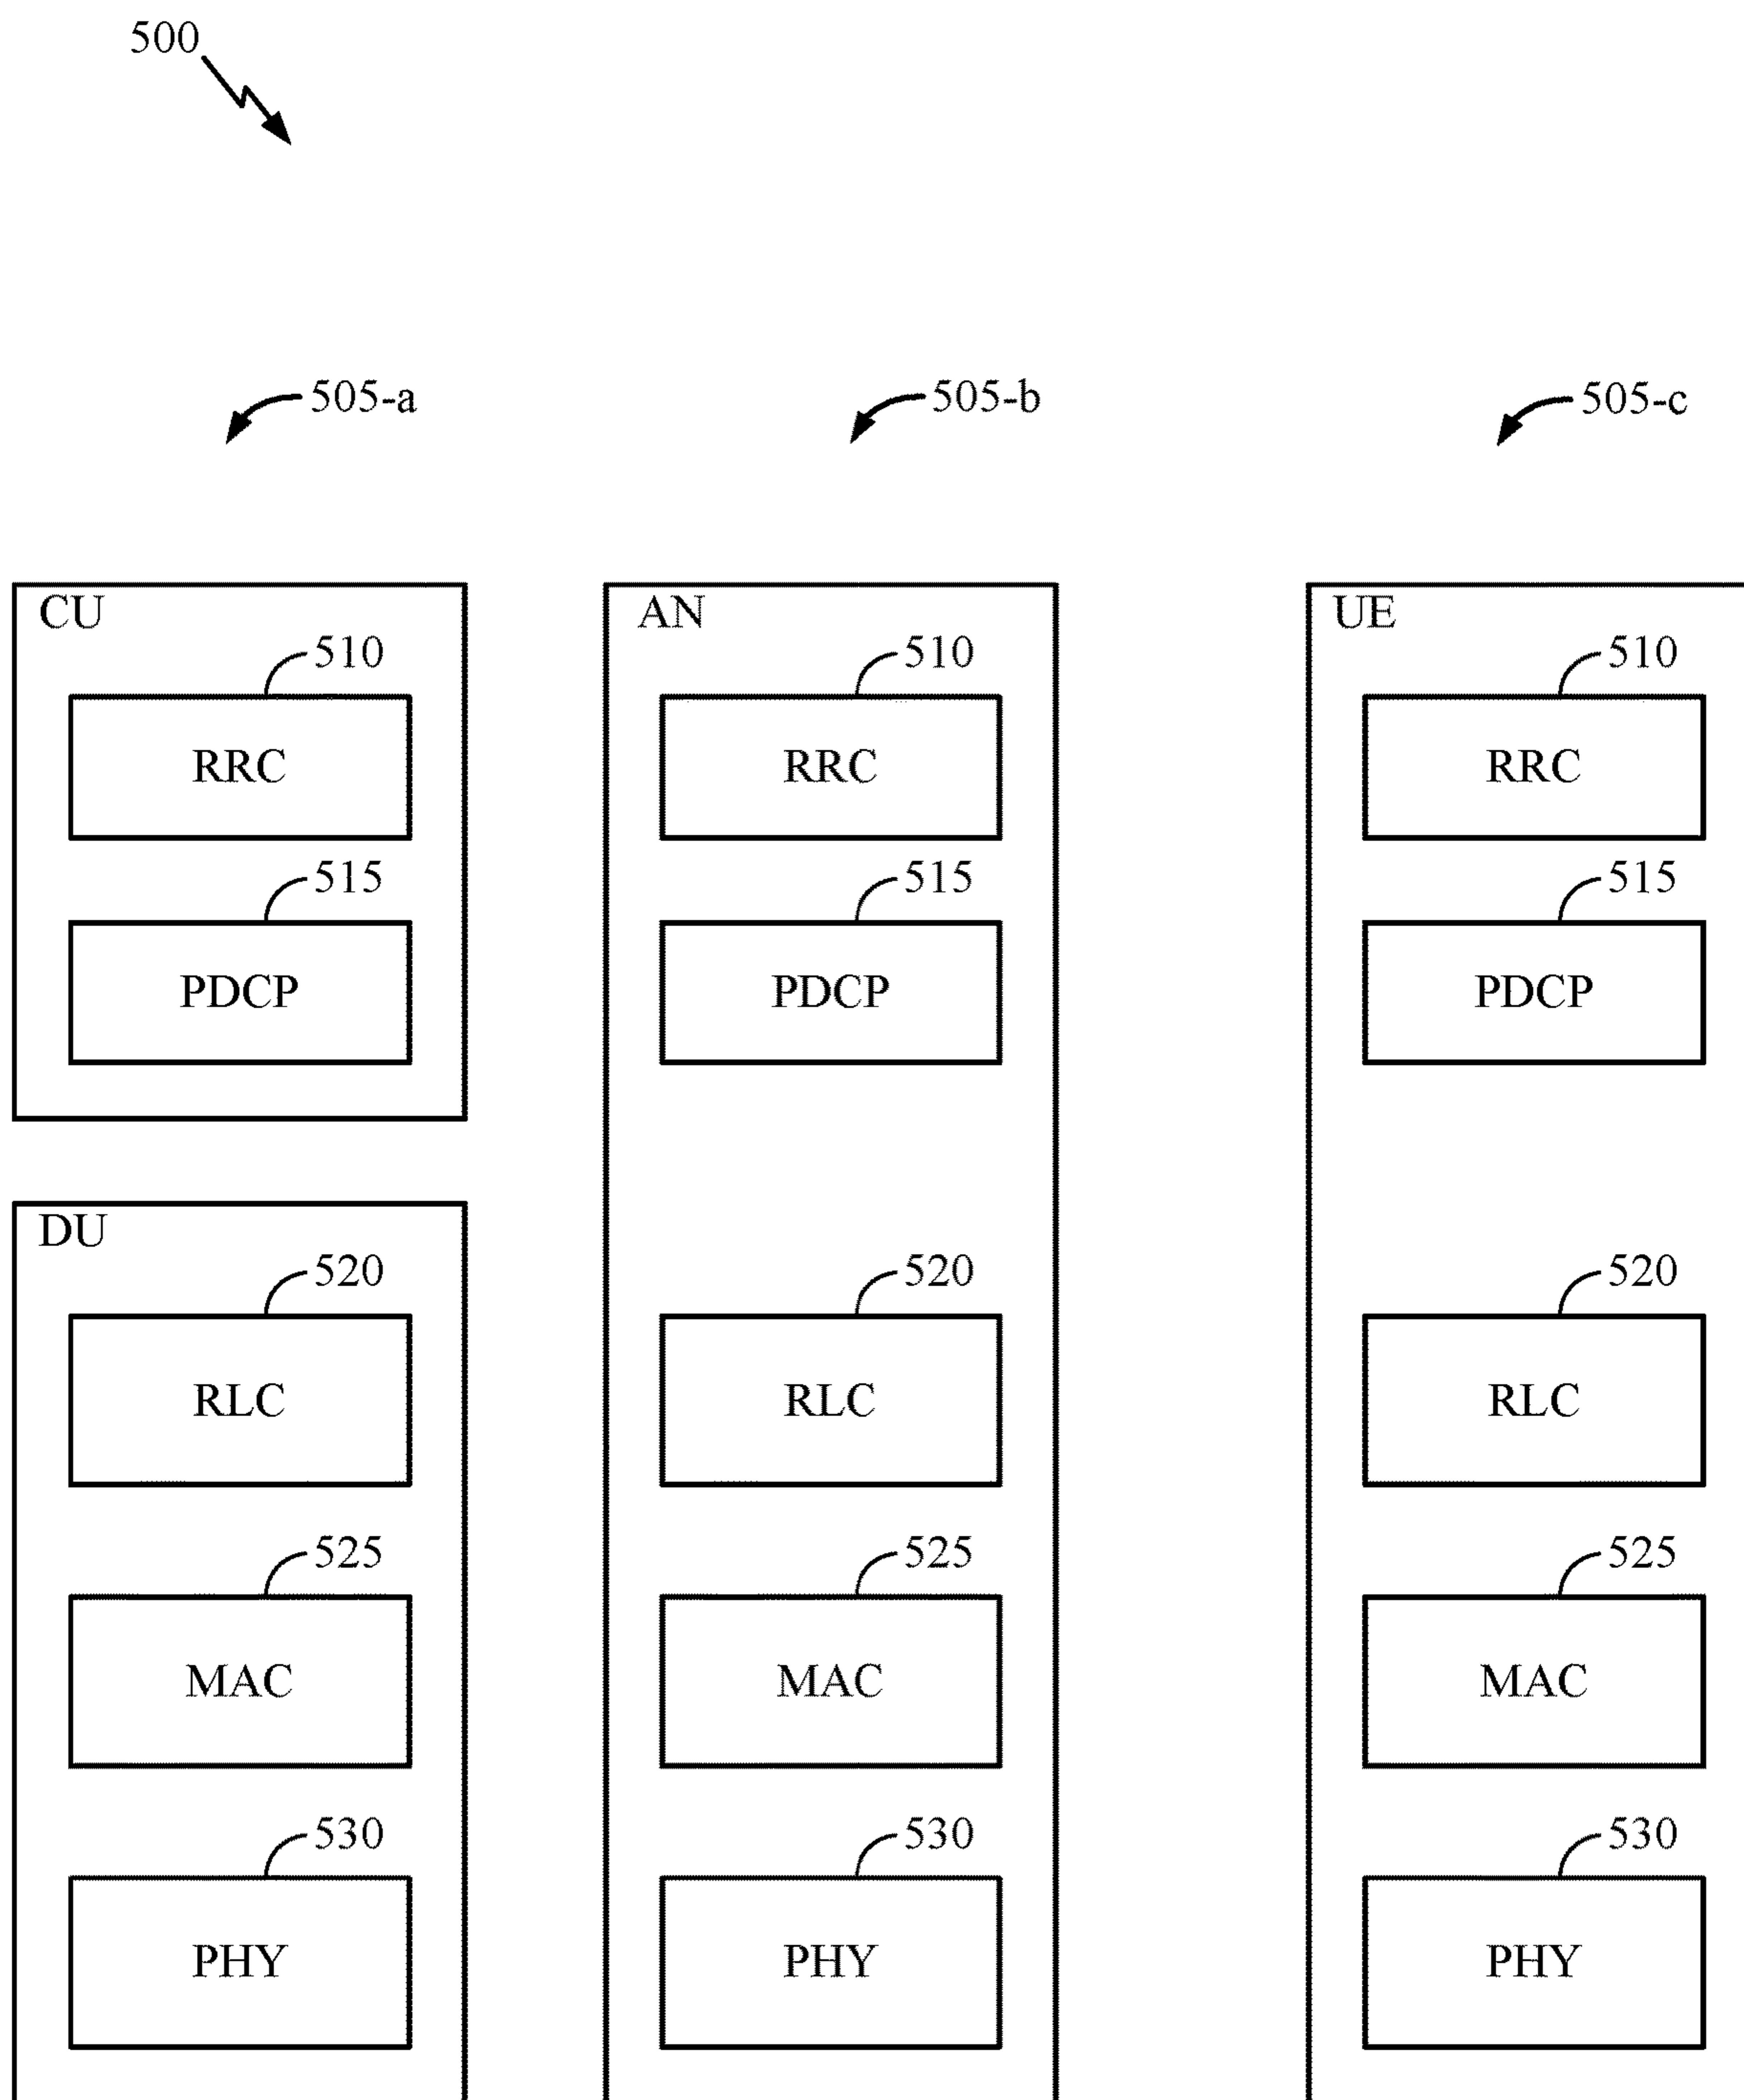 500
505-a 505-b 505-c
CU AN UE
510 510 510
RRC RRC RRC
515 515 515
PDCP PDCP PDCP
DU
520 520 520
RLC RLC RLC
525 525 525
MAC MAC MAC
530 530 530
PHY PHY PHY